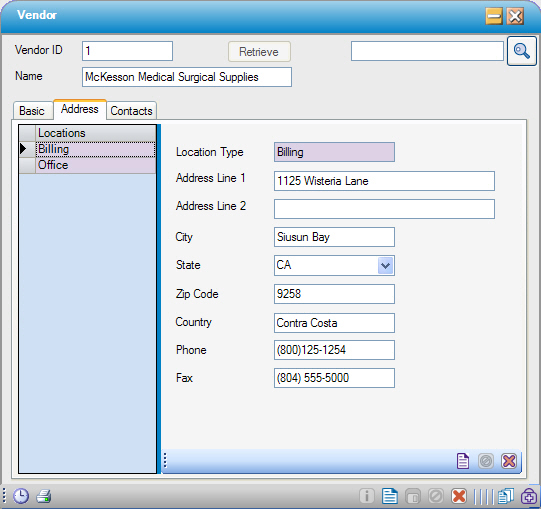 Vendor
Vendor ID 1 Retrieve
Name McKesson Medical Surgical Supplies
Basic Address Contacts
Locations
Billing
Office
Location Type Billing
Address Line 1 1125 Wisteria Lane
Address Line 2
City Siusun Bay
State CA
Zip Code 9258
Country Contra Costa
Phone (800)125-1254
Fax (804) 555-5000